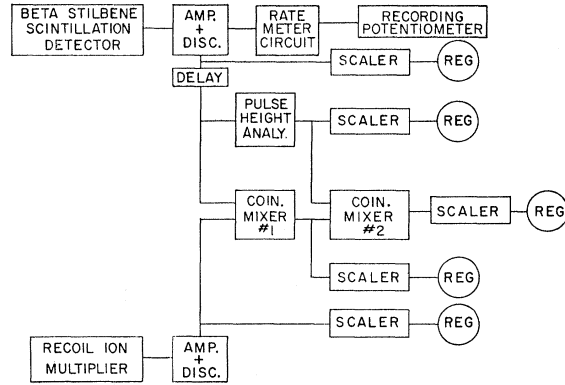 BETA STILBENE
SCINTILLATION
DETECTOR
AMP.
+
DISC.
RATE
METER
CIRCUIT
RECORDING
POTENTIOMETER
SCALER
REG
DELAY
PULSE
HEIGHT
ANALY.
SCALER
REG
COIN.
MIXER
#1
COIN.
MIXER
#2
SCALER
REG
SCALER
REG
SCALER
REG
RECOIL ION
MULTIPLIER
AMP.
+
DISC.